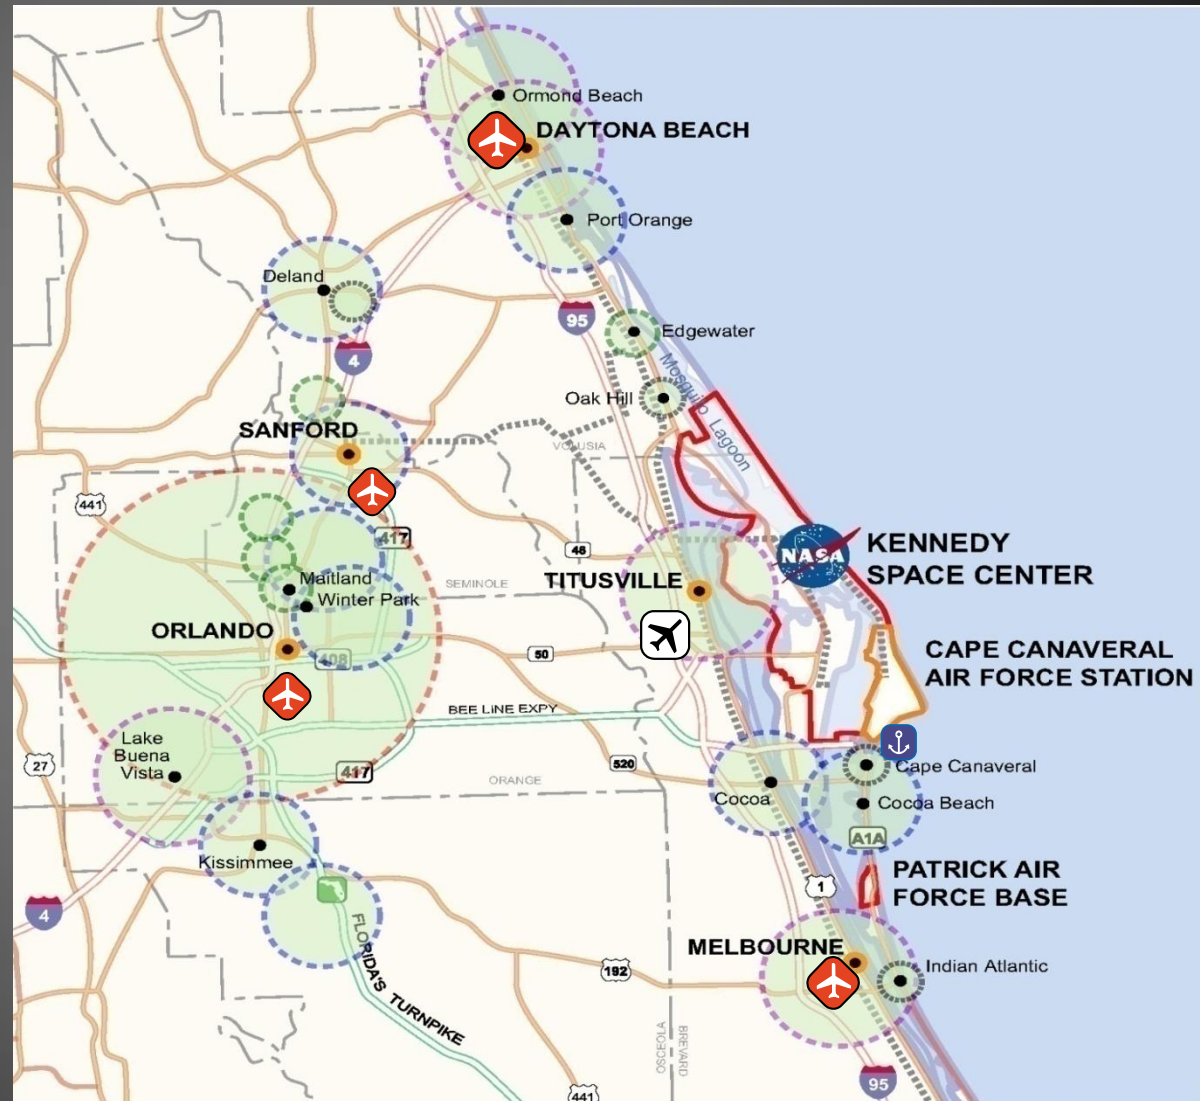 Ormond Beach
DAYTONA BEACH
Port Orange
Deland
95
4
Edgewater
Mosquito Lagoon
Oak Hill
SANFORD
VOLUSIA
441
417
46
NASA
KENNEDY
SPACE CENTER
Maitland
SEMINOLE
TITUSVILLE
Winter Park
ORLANDO
408
50
CAPE CANAVERAL
AIR FORCE STATION
BEE LINE EXPY
Lake
Buena
Vista
27
417
520
ORANGE
Cape Canaveral
Cocoa
Cocoa Beach
A1A
Kissimmee
PATRICK AIR
FORCE BASE
1
4
FLORIDA'S TURNPIKE
MELBOURNE
192
Indian Atlantic
OSCEOLA
BREVARD
95
441